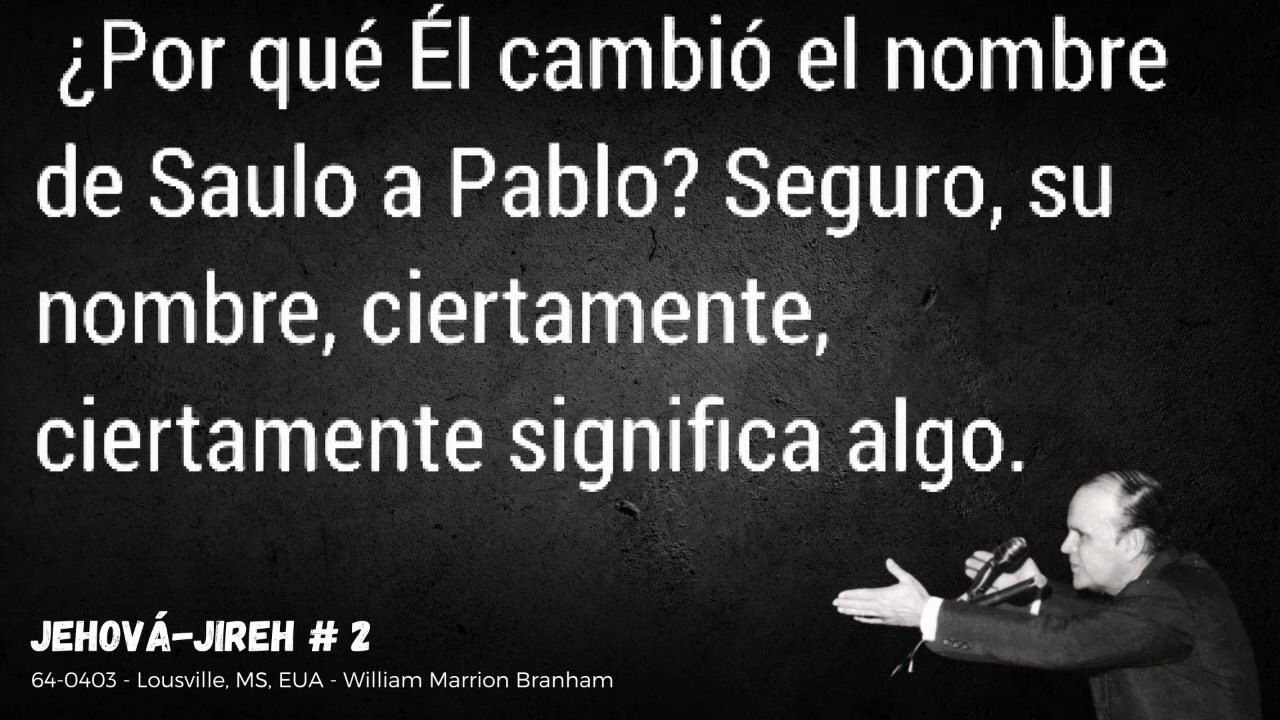 ¿Por qué Él cambió el nombre
de Saulo a Pablo? Seguro, su
nombre, ciertamente,
ciertamente significa algo.
JEHOVÁ-JIREH # 2
64-0403 - Lousville, MS, EUA - William Marrion Branham